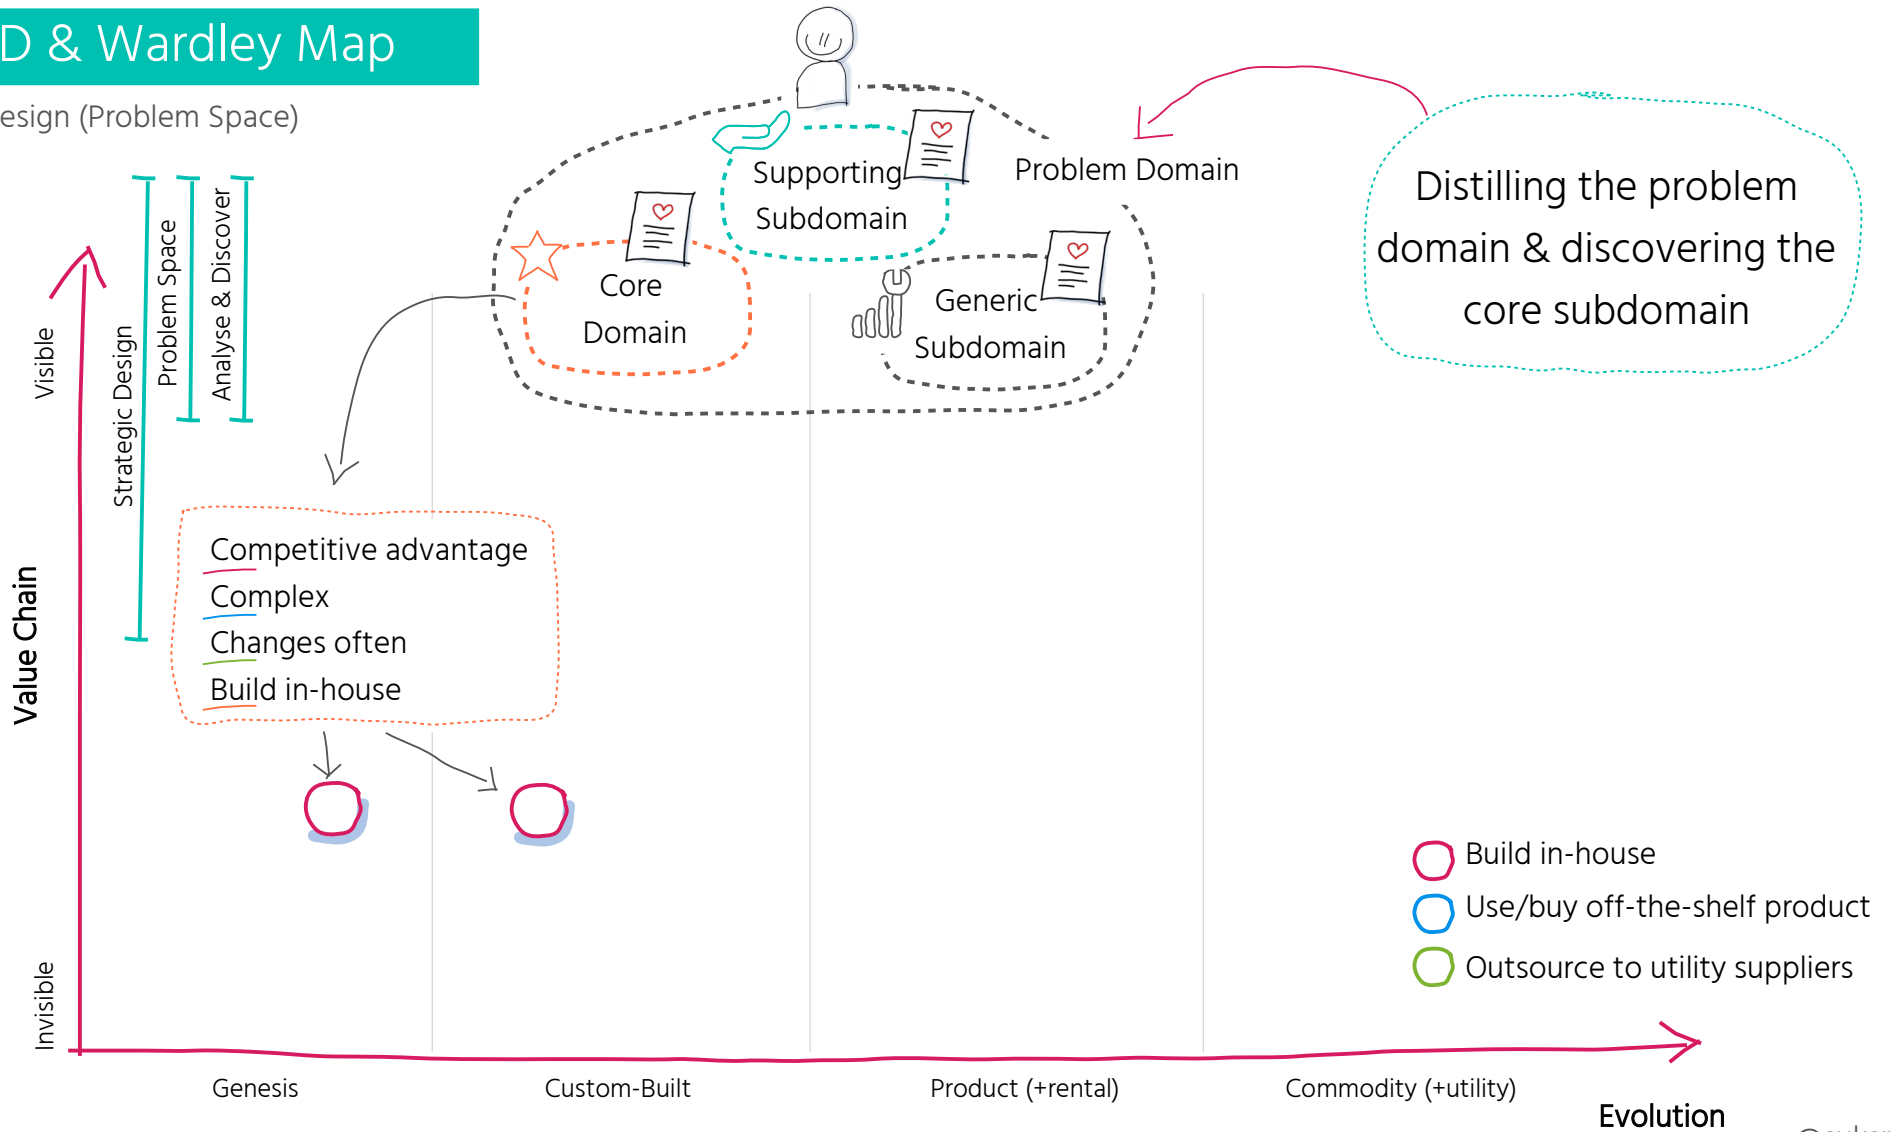 D & Wardley Map
esign (Problem Space)
Supporting
Subdomain
Problem Domain
Core
Domain
Generic
Subdomain
Distilling the problem
domain & discovering the
core subdomain
Strategic Design
Problem Space
Analyse & Discover
Visible
Value Chain
Invisible
Competitive advantage
Complex
Changes often
Build in-house
Build in-house
Use/buy off-the-shelf product
Outsource to utility suppliers
Genesis
Custom-Built
Product (+rental)
Commodity (+utility)
Evolution